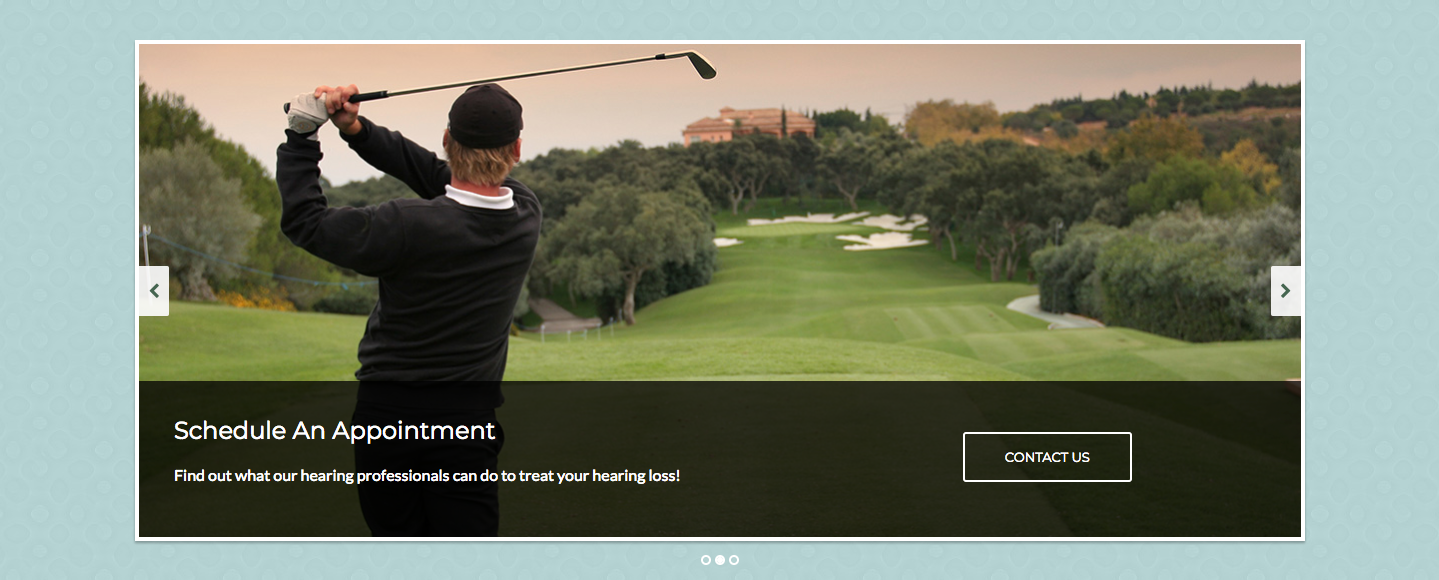 Schedule An Appointment
Find out what our hearing professionals can do to treat your hearing loss!
CONTACT US